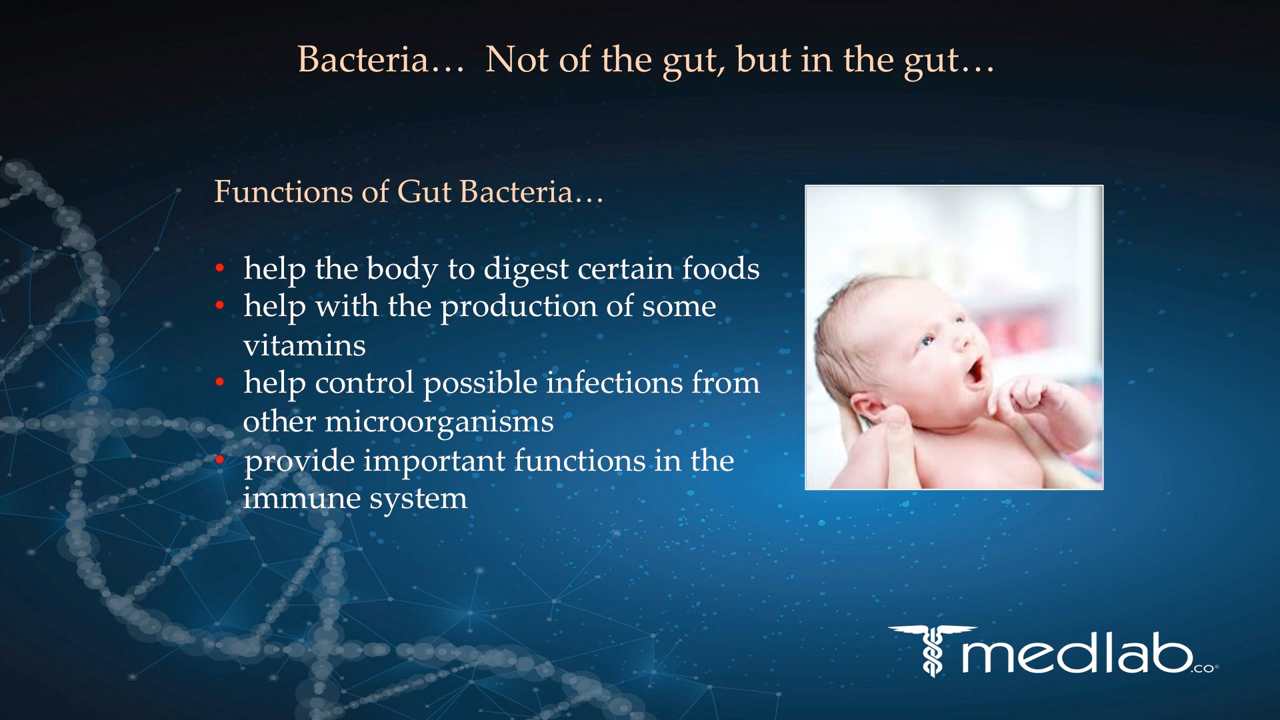 Bacteria… Not of the gut, but in the gut…
Functions of Gut Bacteria…
• help the body to digest certain foods
• help with the production of some
vitamins
• help control possible infections from
other microorganisms
• provide important functions in the
immune system
medlab.co®